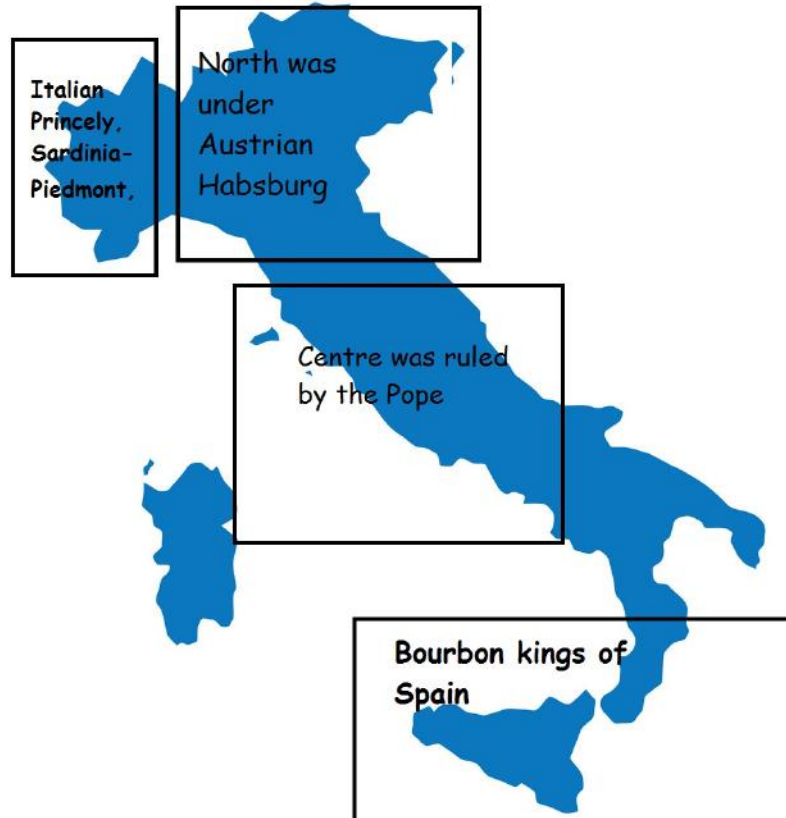 Italian
Princely,
Sardinia-
Piedmont,
North was
under
Austrian
Habsburg
Centre was ruled
by the Pope
Bourbon kings of
Spain